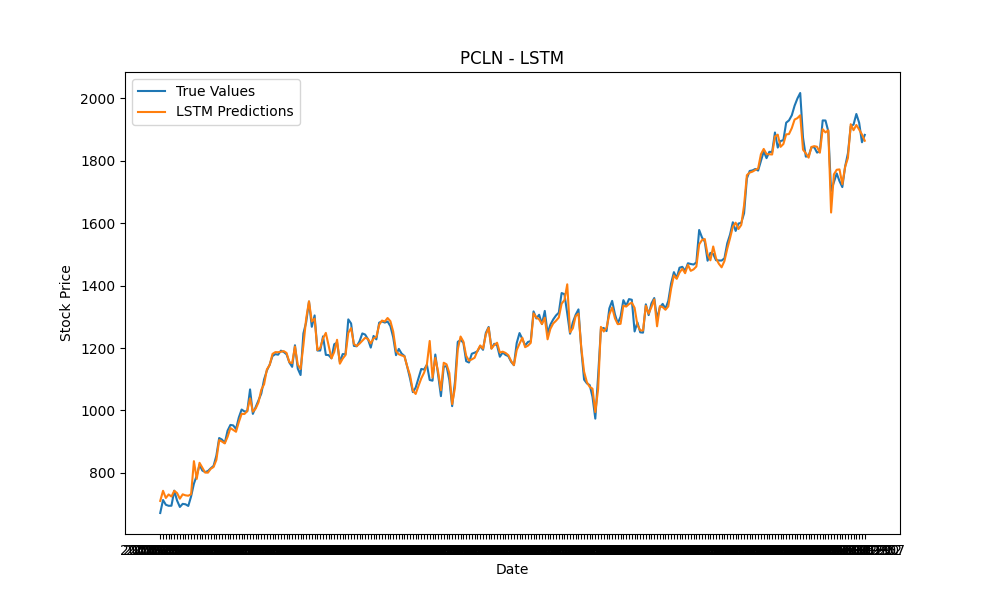 PCLN - LSTM
True Values
LSTM Predictions
2000
1800
1600
1400
1200
1000
800
Stock Price
Date